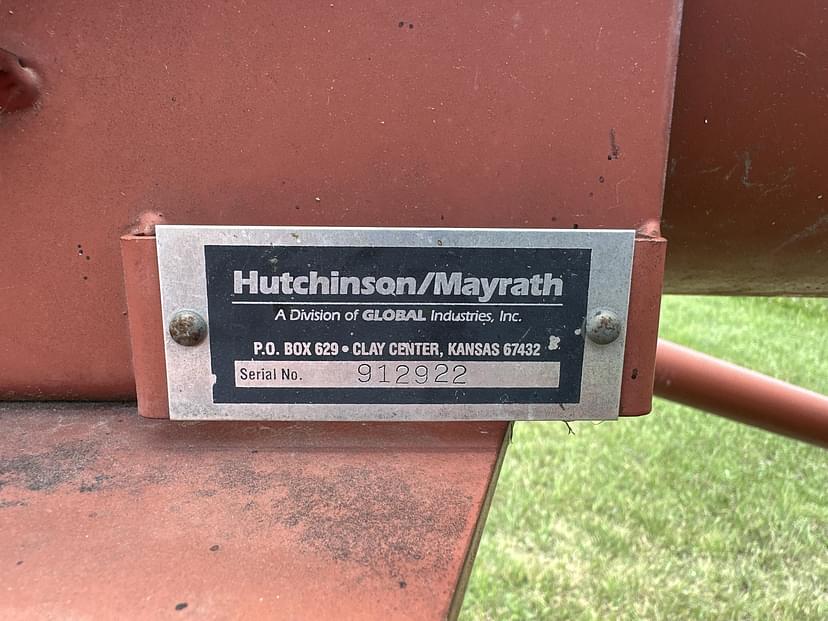 Hutchinson/Mayrath
A Division of GLOBAL Industries, Inc.
P.O. BOX 629 • CLAY CENTER, KANSAS 67432
Serial No. 912922